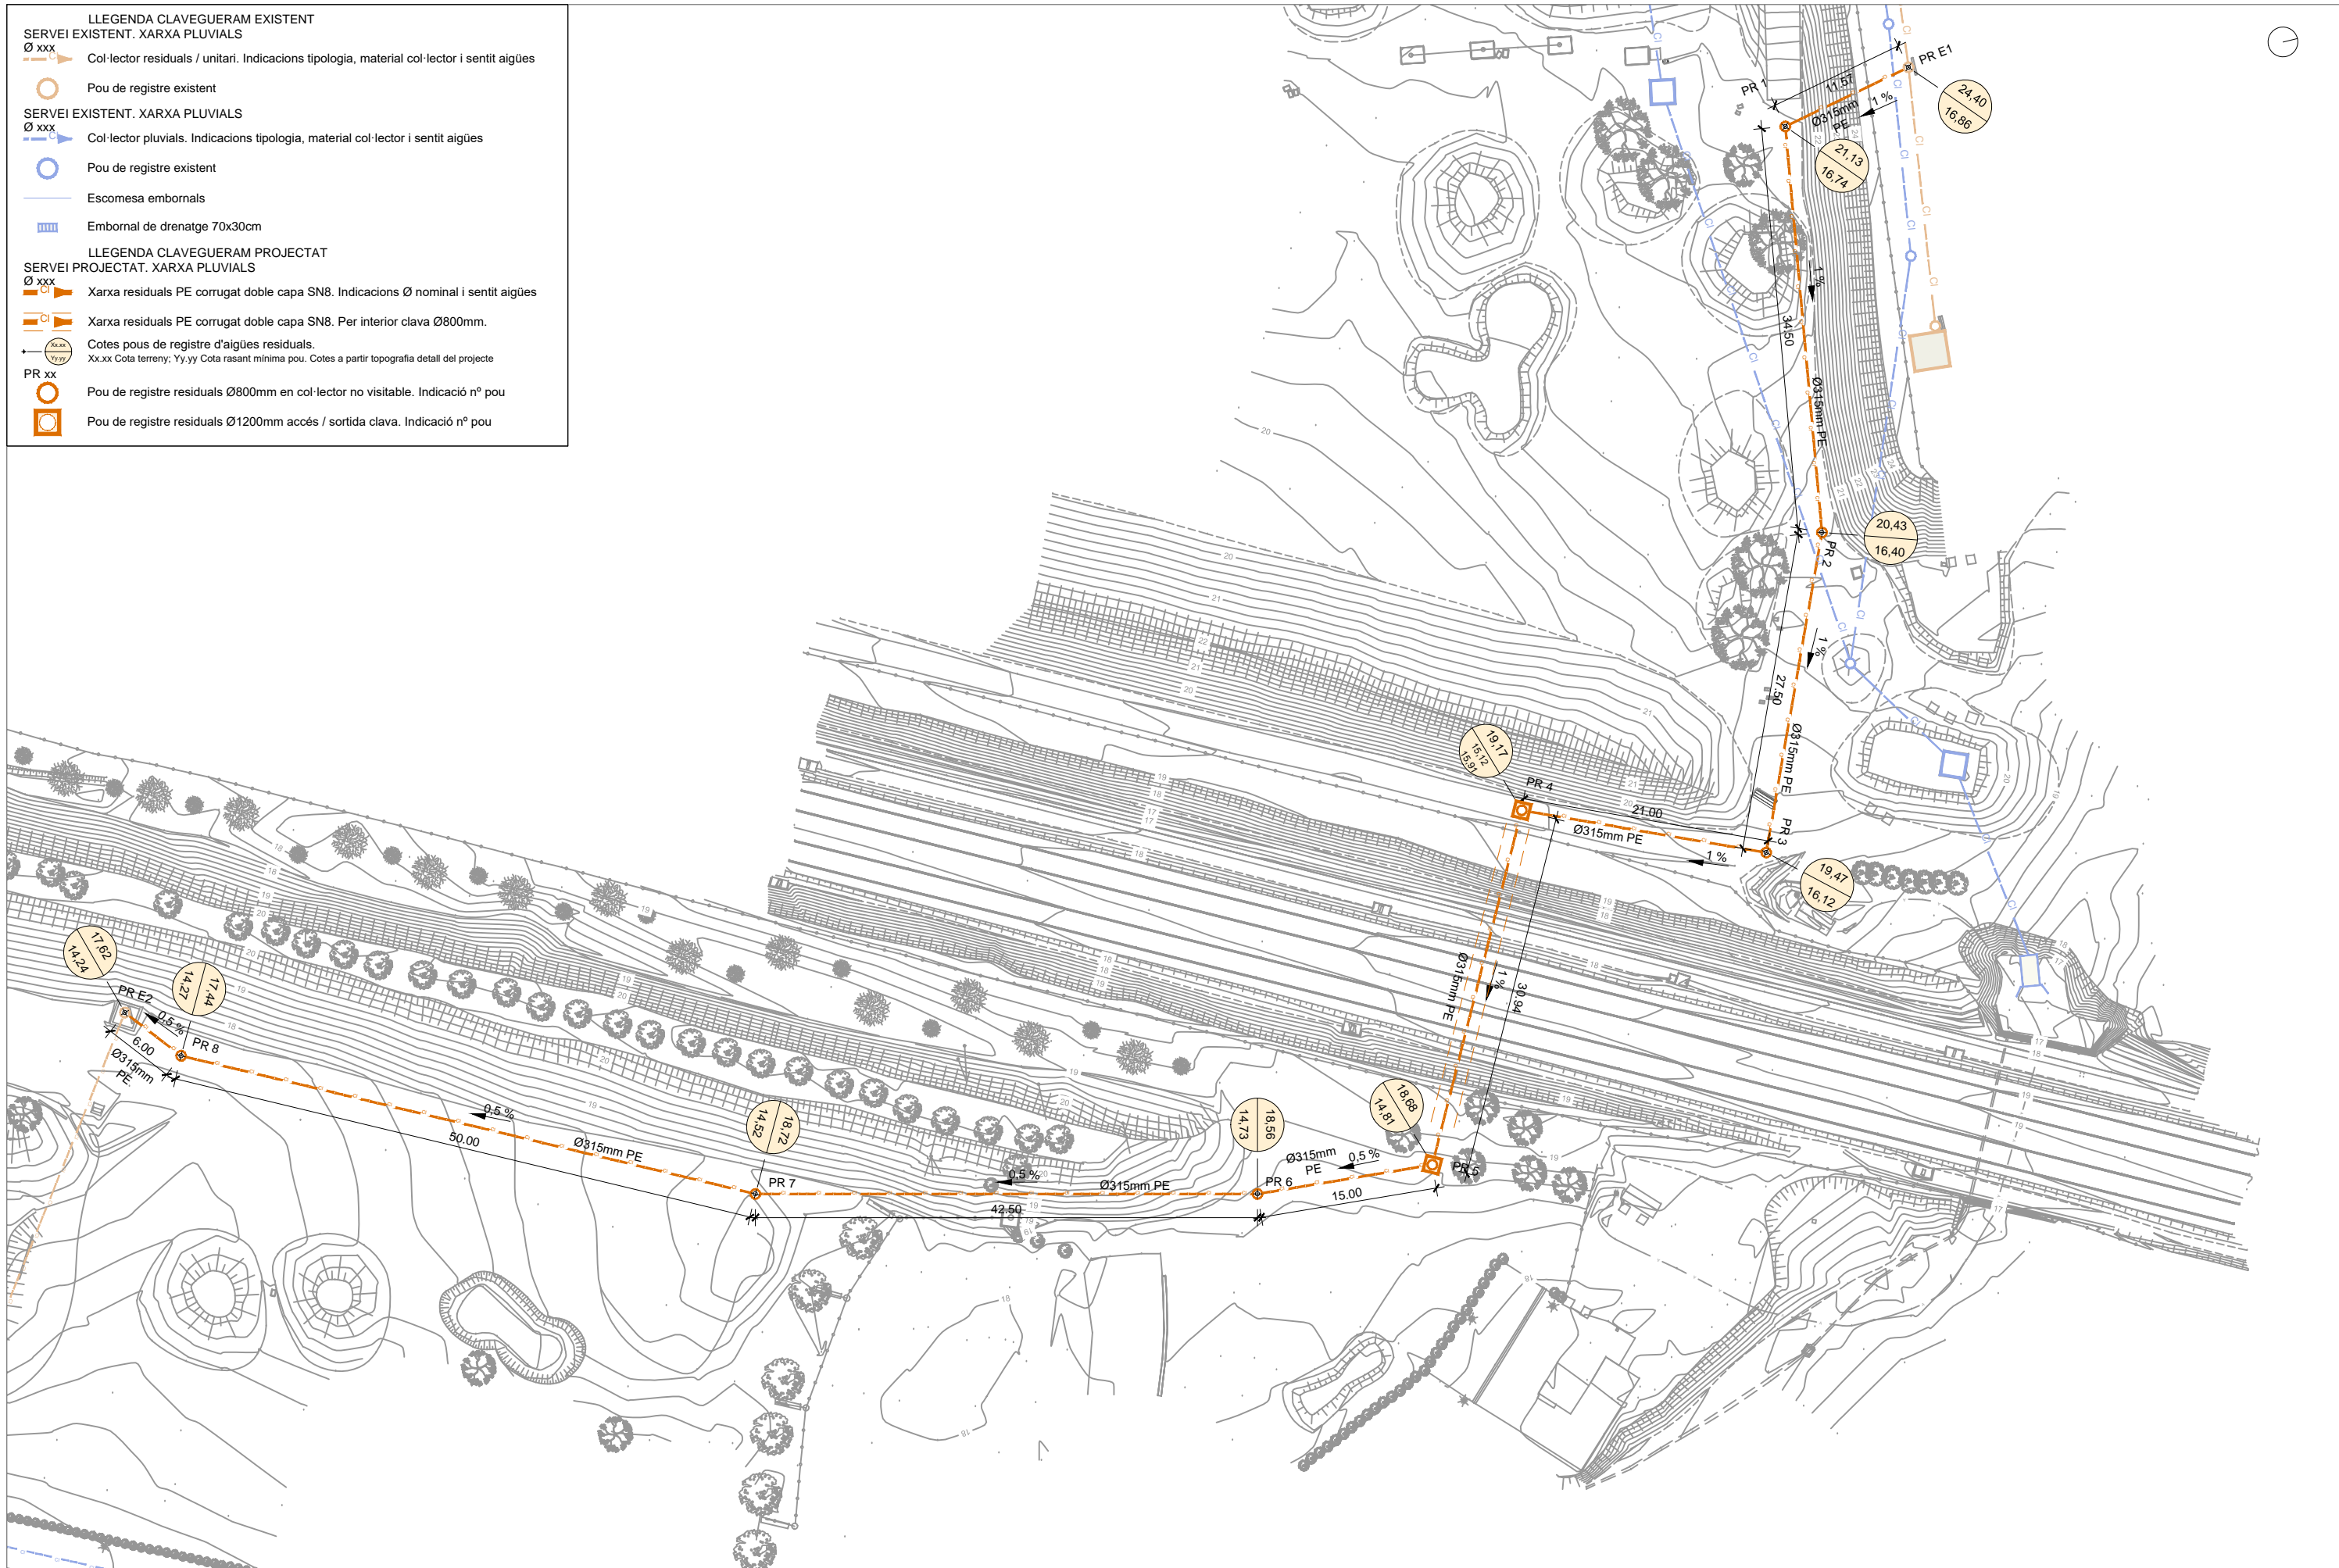 LLEGENDA CLAVEGUERAM EXISTENT
SERVEI EXISTENT. XARXA PLUVIALS
Ø xxx
CI
Col·lector residuals / unitari. Indicacions tipologia, material col·lector i sentit aigües
Pou de registre existent
SERVEI EXISTENT. XARXA PLUVIALS
Ø xxx
CI
Col·lector pluvials. Indicacions tipologia, material col·lector i sentit aigües
Pou de registre existent
Escomesa embornals
Embornal de drenatge 70x30cm
LLEGENDA CLAVEGUERAM PROJECTAT
SERVEI PROJECTAT. XARXA PLUVIALS
Ø xxx
CI
Xarxa residuals PE corrugat doble capa SN8. Indicacions Ø nominal i sentit aigües
CI
Xarxa residuals PE corrugat doble capa SN8. Per interior clava Ø800mm.
Xx.xx
Yy.yy
Cotes pous de registre d'aigües residuals.
Xx.xx Cota terreny; Yy.yy Cota rasant mínima pou. Cotes a partir topografia detall del projecte
PR xx
Pou de registre residuals Ø800mm en col·lector no visitable. Indicació nº pou
Pou de registre residuals Ø1200mm accés / sortida clava. Indicació nº pou
PR E1
24,40
16,86
11.57
1 %
Ø315mm
PE
PR 1
21,13
16,74
1 %
34.50
Ø315mm PE
20,43
16,40
PR 2
1 %
27.50
Ø315mm PE
PR 3
19,47
16,12
19,17
15,12
15,91
PR 4
21.00
Ø315mm PE
1 %
Ø315mm PE
1 %
30.94
18,68
14,81
PR 5
Ø315mm
PE
0,5 %
15.00
18,56
14,73
PR 6
0,5 %
Ø315mm PE
42.50
18,72
14,52
PR 7
0,5 %
Ø315mm PE
50.00
17,44
14,27
PR 8
0,5 %
6.00
Ø315mm
PE
17,62
14,24
PR E2